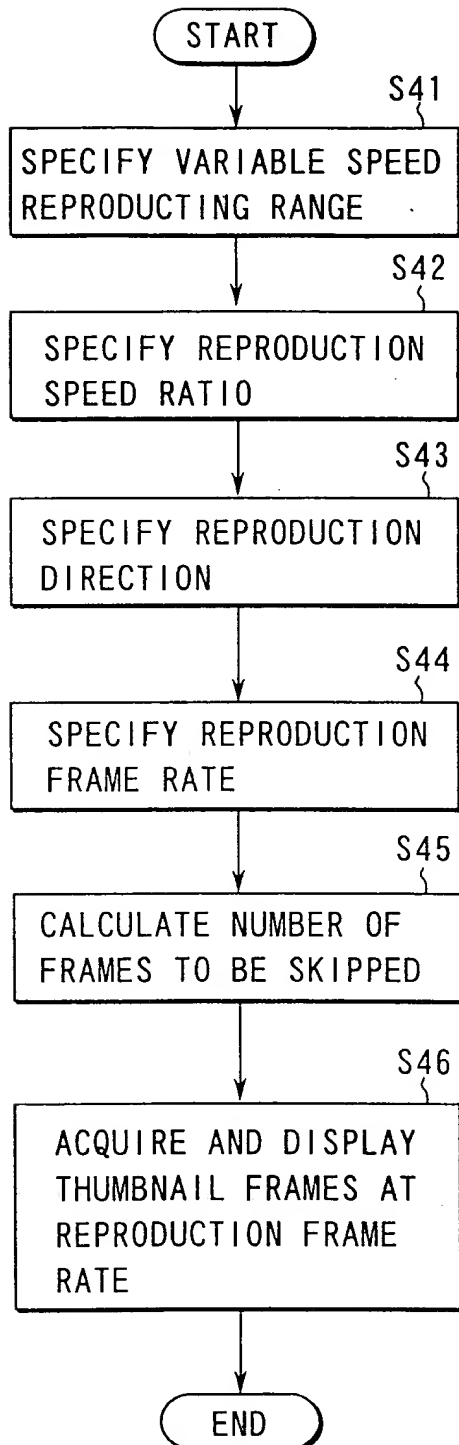 START
S41
SPECIFY VARIABLE SPEED
REPRODUCTING RANGE
S42
SPECIFY REPRODUCTION
SPEED RATIO
S43
SPECIFY REPRODUCTION
DIRECTION
S44
SPECIFY REPRODUCTION
FRAME RATE
S45
CALCULATE NUMBER OF
FRAMES TO BE SKIPPED
S46
ACQUIRE AND DISPLAY
THUMBNAIL FRAMES AT
REPRODUCTION FRAME
RATE
END